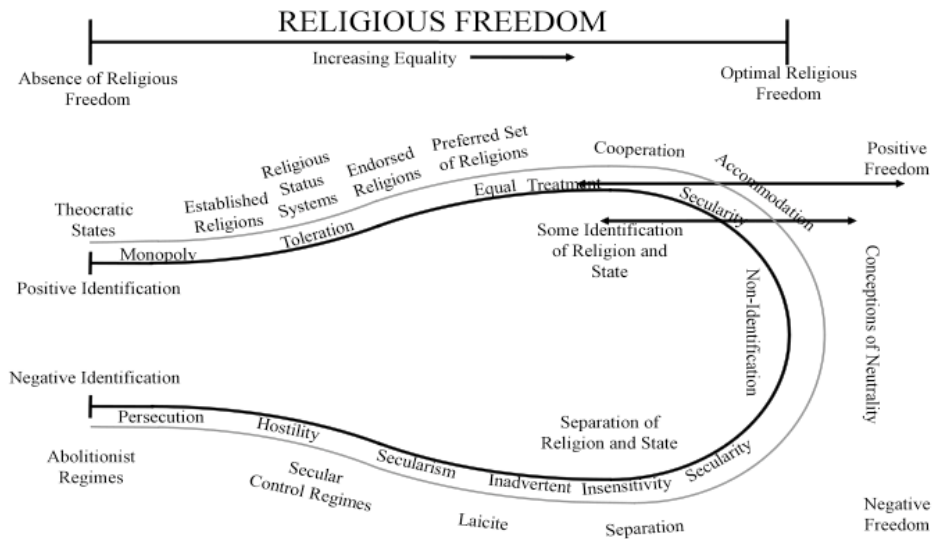 RELIGIOUS FREEDOM
Increasing Equality
Absence of Religious
Freedom
Optimal Religious
Freedom
Theocratic
States
Established
Religions
Religious
Status
Systems
Endorsed
Religions
Preferred Set
of Religions
Cooperation
Accommodation
Positive
Freedom
Monopoly
Toleration
Equal Treatment
Secularity
Positive Identification
Some Identification
of Religion and
State
Non-Identification
Conceptions of Neutrality
Negative Identification
Persecution
Hostility
Secularism
Inadvertent Insensitivity
Secularity
Separation of
Religion and State
Abolitionist
Regimes
Secular
Control Regimes
Laicite
Separation
Negative
Freedom